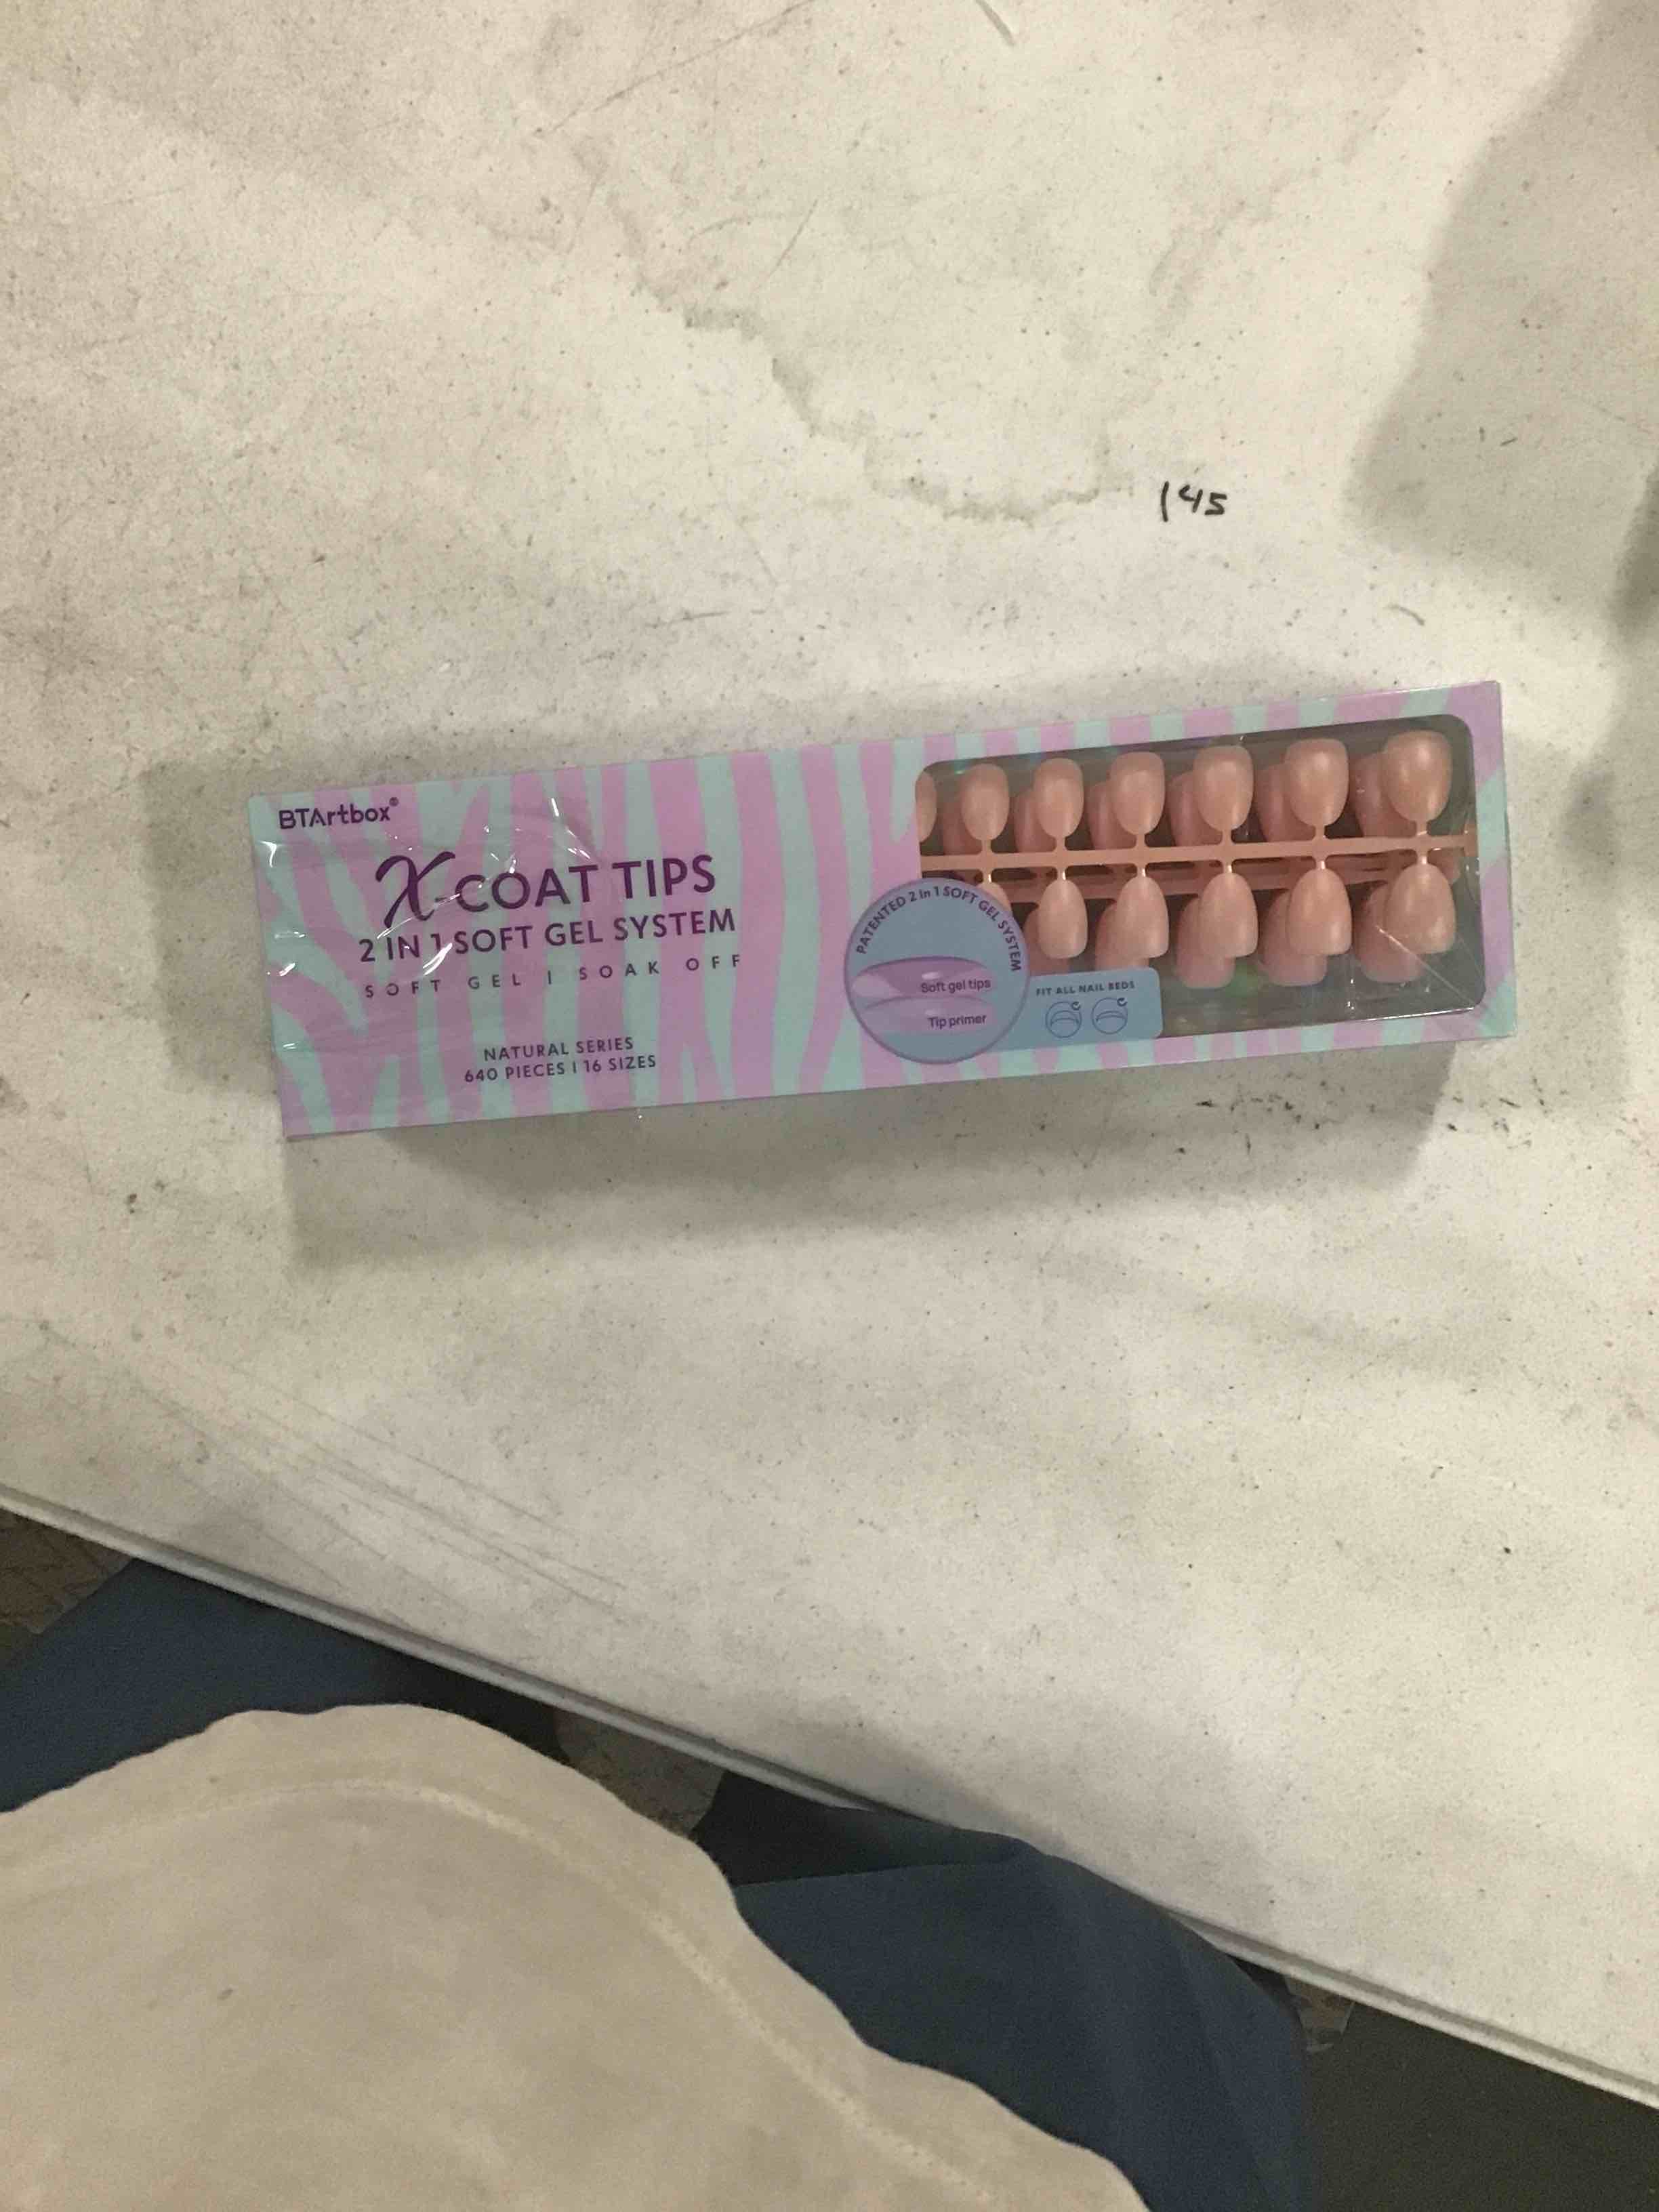 145
BTArtbox®
X-COAT TIPS
2 IN 1 SOFT GEL SYSTEM
SOFT GEL | SOAK OFF
NATURAL SERIES
640 PIECES | 16 SIZES
PATENTED 2 in 1 SOFT GEL SYSTEM
Soft gel tips
Tip primer
FIT ALL NAIL BEDS